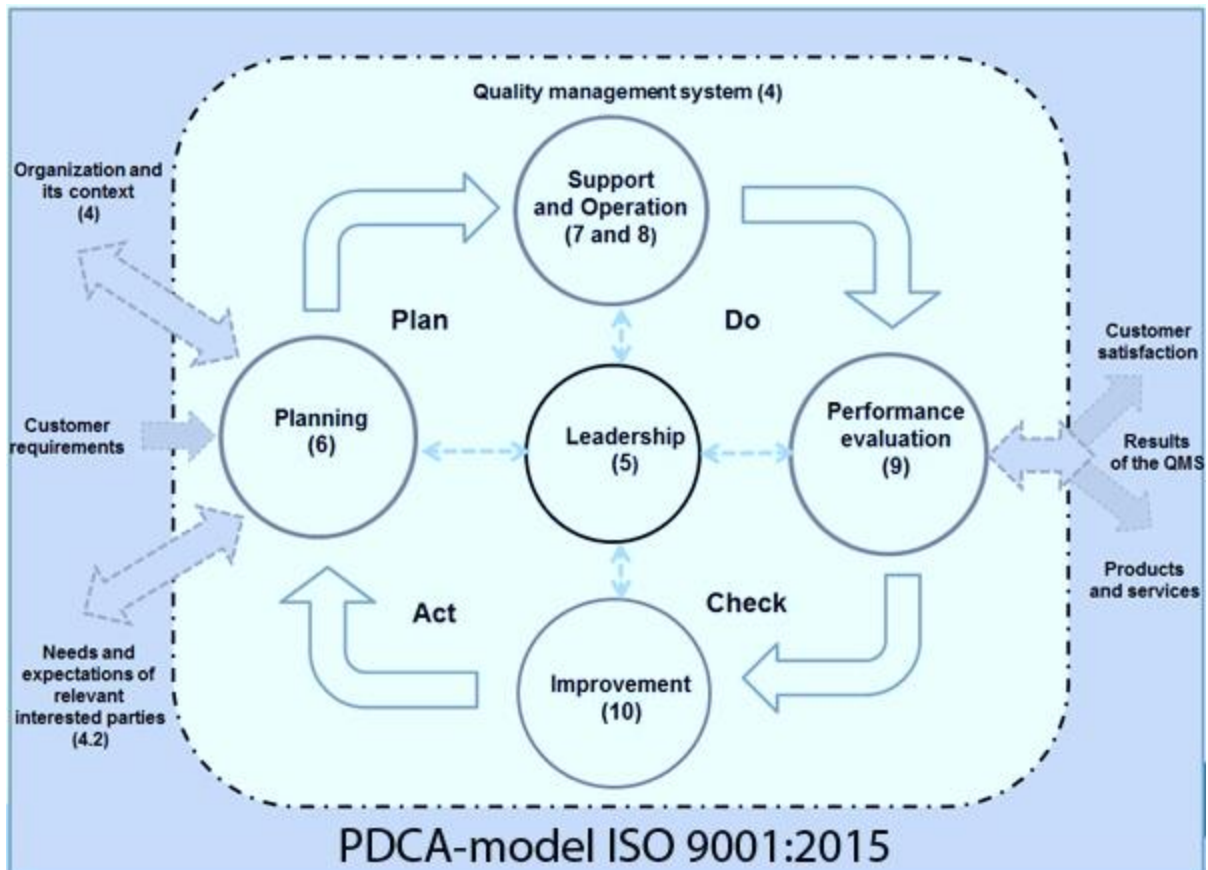 Quality management system (4)
Organization and
its context
(4)
Support
and Operation
(7 and 8)
Plan
Do
Customer
satisfaction
Customer
requirements
Planning
(6)
Leadership
(5)
Performance
evaluation
(9)
Results
of the QMS
Act
Check
Products
and services
Needs and
expectations of
relevant
interested parties
(4.2)
Improvement
(10)
PDCA-model ISO 9001:2015